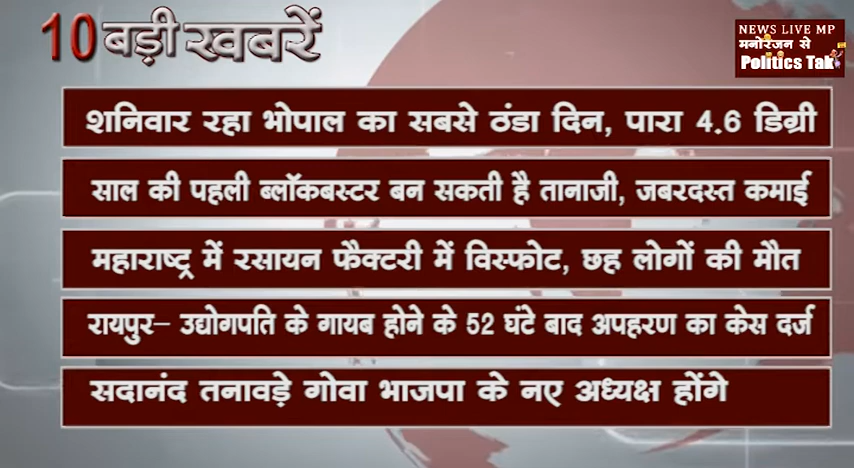 10 बड़ी खबरें
NEWS LIVE MP
मनोरंजन से
Politics Tak
शनिवार रहा भोपाल का सबसे ठंडा दिन, पारा 4.6 डिग्री
साल की पहली ब्लॉकबस्टर बन सकती है तानाजी, जबरदस्त कमाई
महाराष्ट्र में रसायन फैक्टरी में विस्फोट, छह लोगों की मौत
रायपुर– उद्योगपति के गायब होने के 52 घंटे बाद अपहरण का केस दर्ज
सदानंद तनावड़े गोवा भाजपा के नए अध्यक्ष होंगे